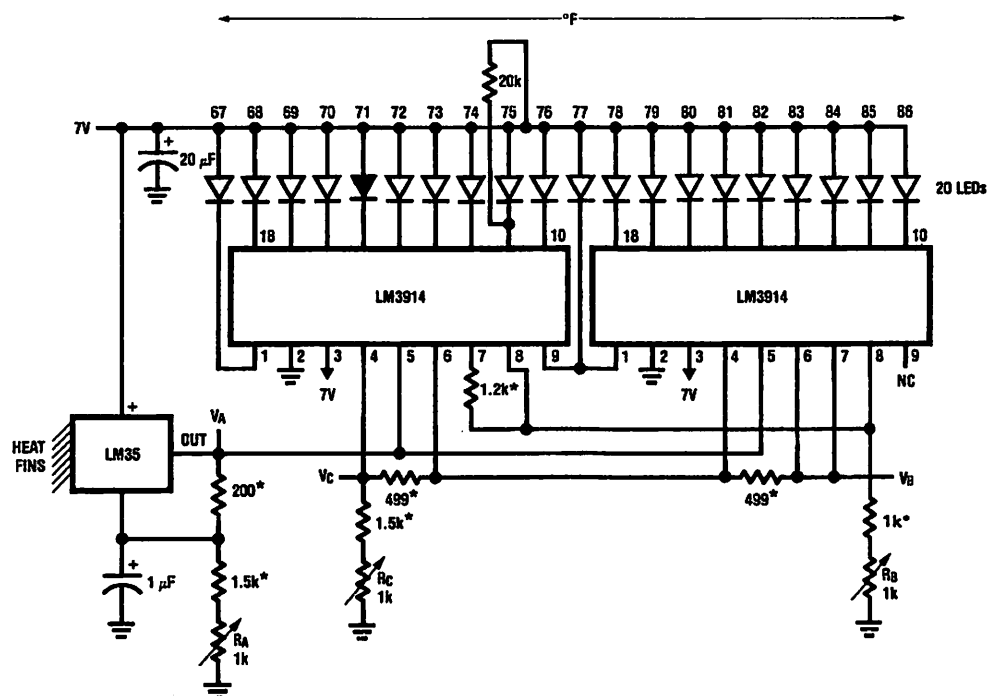 °F
20k
67 68 69 70 71 72 73 74 75 76 77 78 79 80 81 82 83 84 85 86
7V
+
20 µF
20 LEDs
18 10 18 10
LM3914 LM3914
1 2 3 4 5 6 7 8 9 1 2 3 4 5 6 7 8 9
7V 7V NC
1.2k*
+
VA
HEAT
FINS
LM35
OUT
VC VB
499* 499*
200*
1.5k* 1k*
+
1 µF
1.5k*
RC
1k
RB
1k
RA
1k